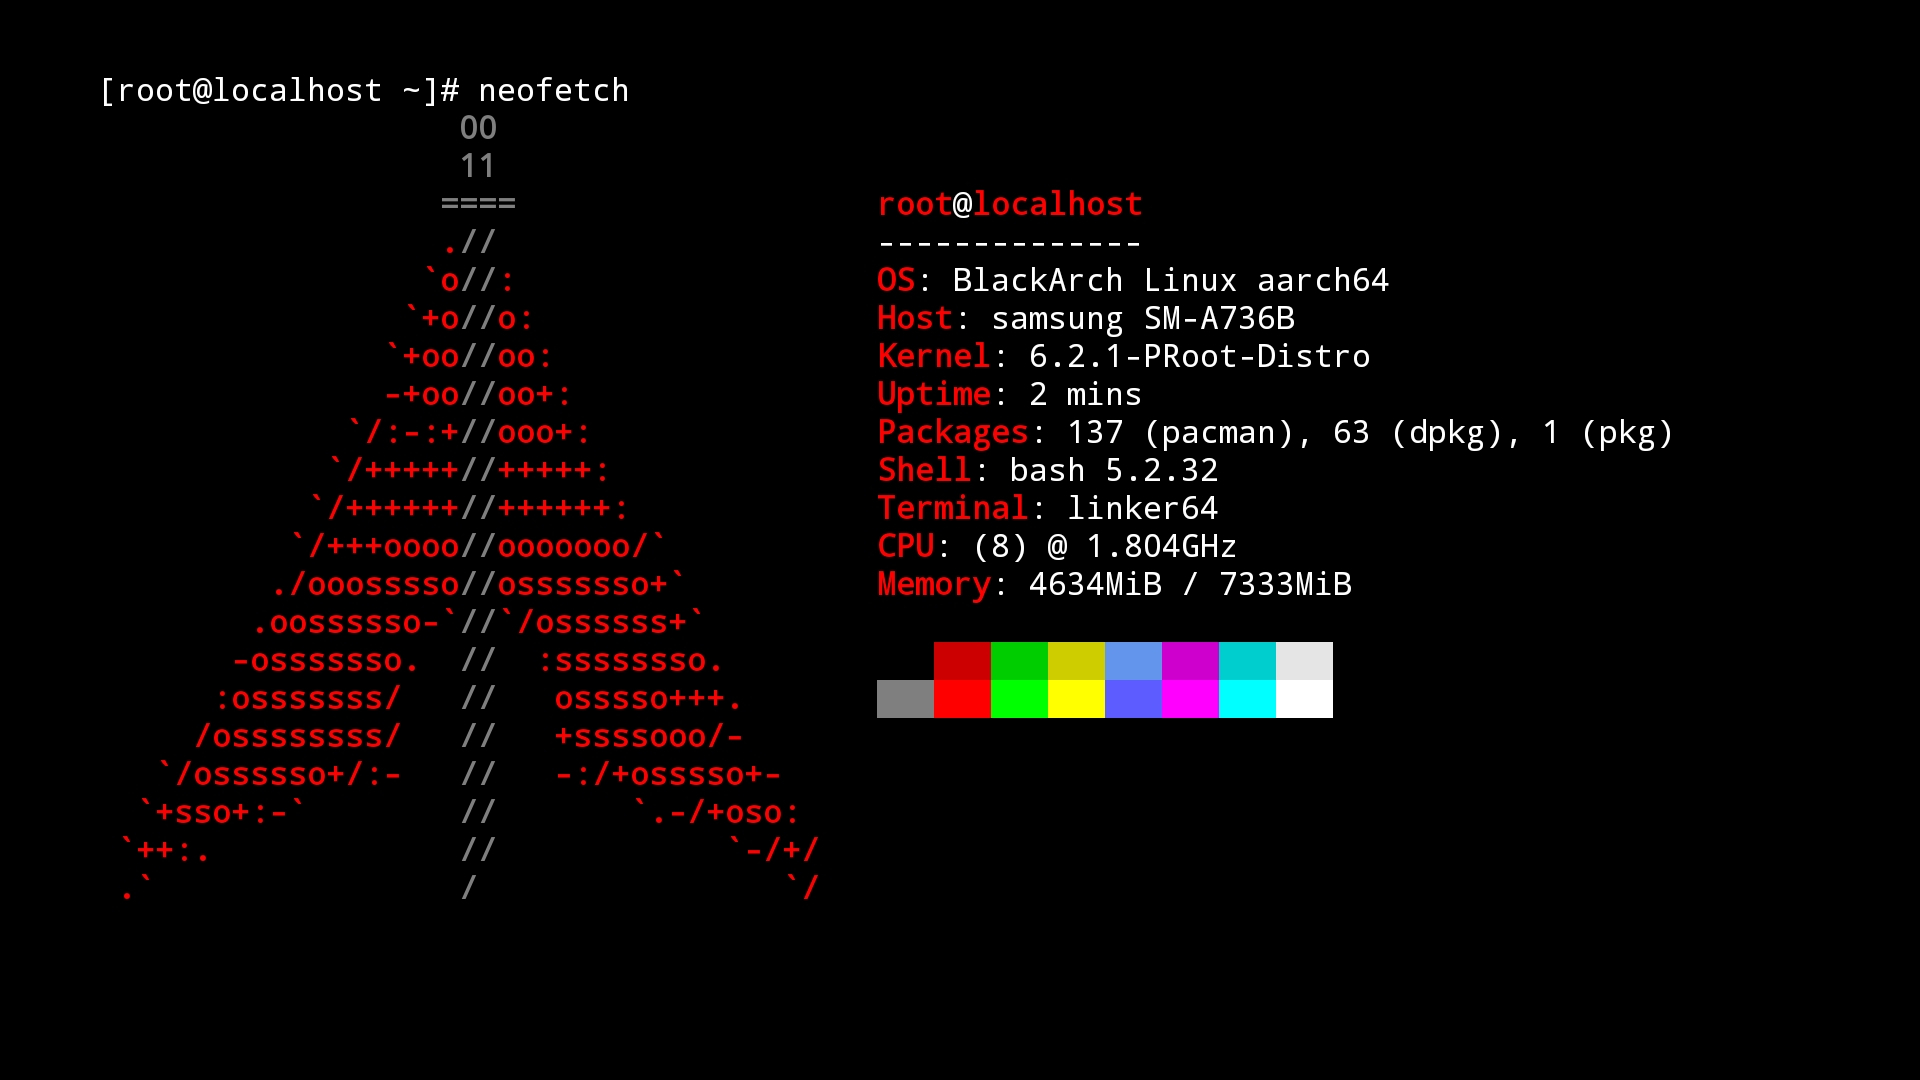 [root@localhost ~]# neofetch
                   00
                   11
                  ====                   root@localhost
                  .//                    --------------
                 `o//:                   OS: BlackArch Linux aarch64
                `+o//o:                  Host: samsung SM-A736B
               `+oo//oo:                 Kernel: 6.2.1-PRoot-Distro
               -+oo//oo+:                Uptime: 2 mins
             `/:-:+//ooo+:               Packages: 137 (pacman), 63 (dpkg), 1 (pkg)
            `/+++++//+++++:              Shell: bash 5.2.32
           `/++++++//++++++:             Terminal: linker64
          `/+++oooo//ooooooo/`           CPU: (8) @ 1.804GHz
         ./ooosssso//osssssso+`          Memory: 4634MiB / 7333MiB
        .oossssso-`//`/ossssss+`
       -osssssso.  //  :ssssssso.
      :osssssss/   //   osssso+++.
     /ossssssss/   //   +ssssooo/-
   `/ossssso+/:-   //   -:/+osssso+-
  `+sso+:-`        //       `.-/+oso:
 `++:.             //            `-/+/
 .`                /                `/